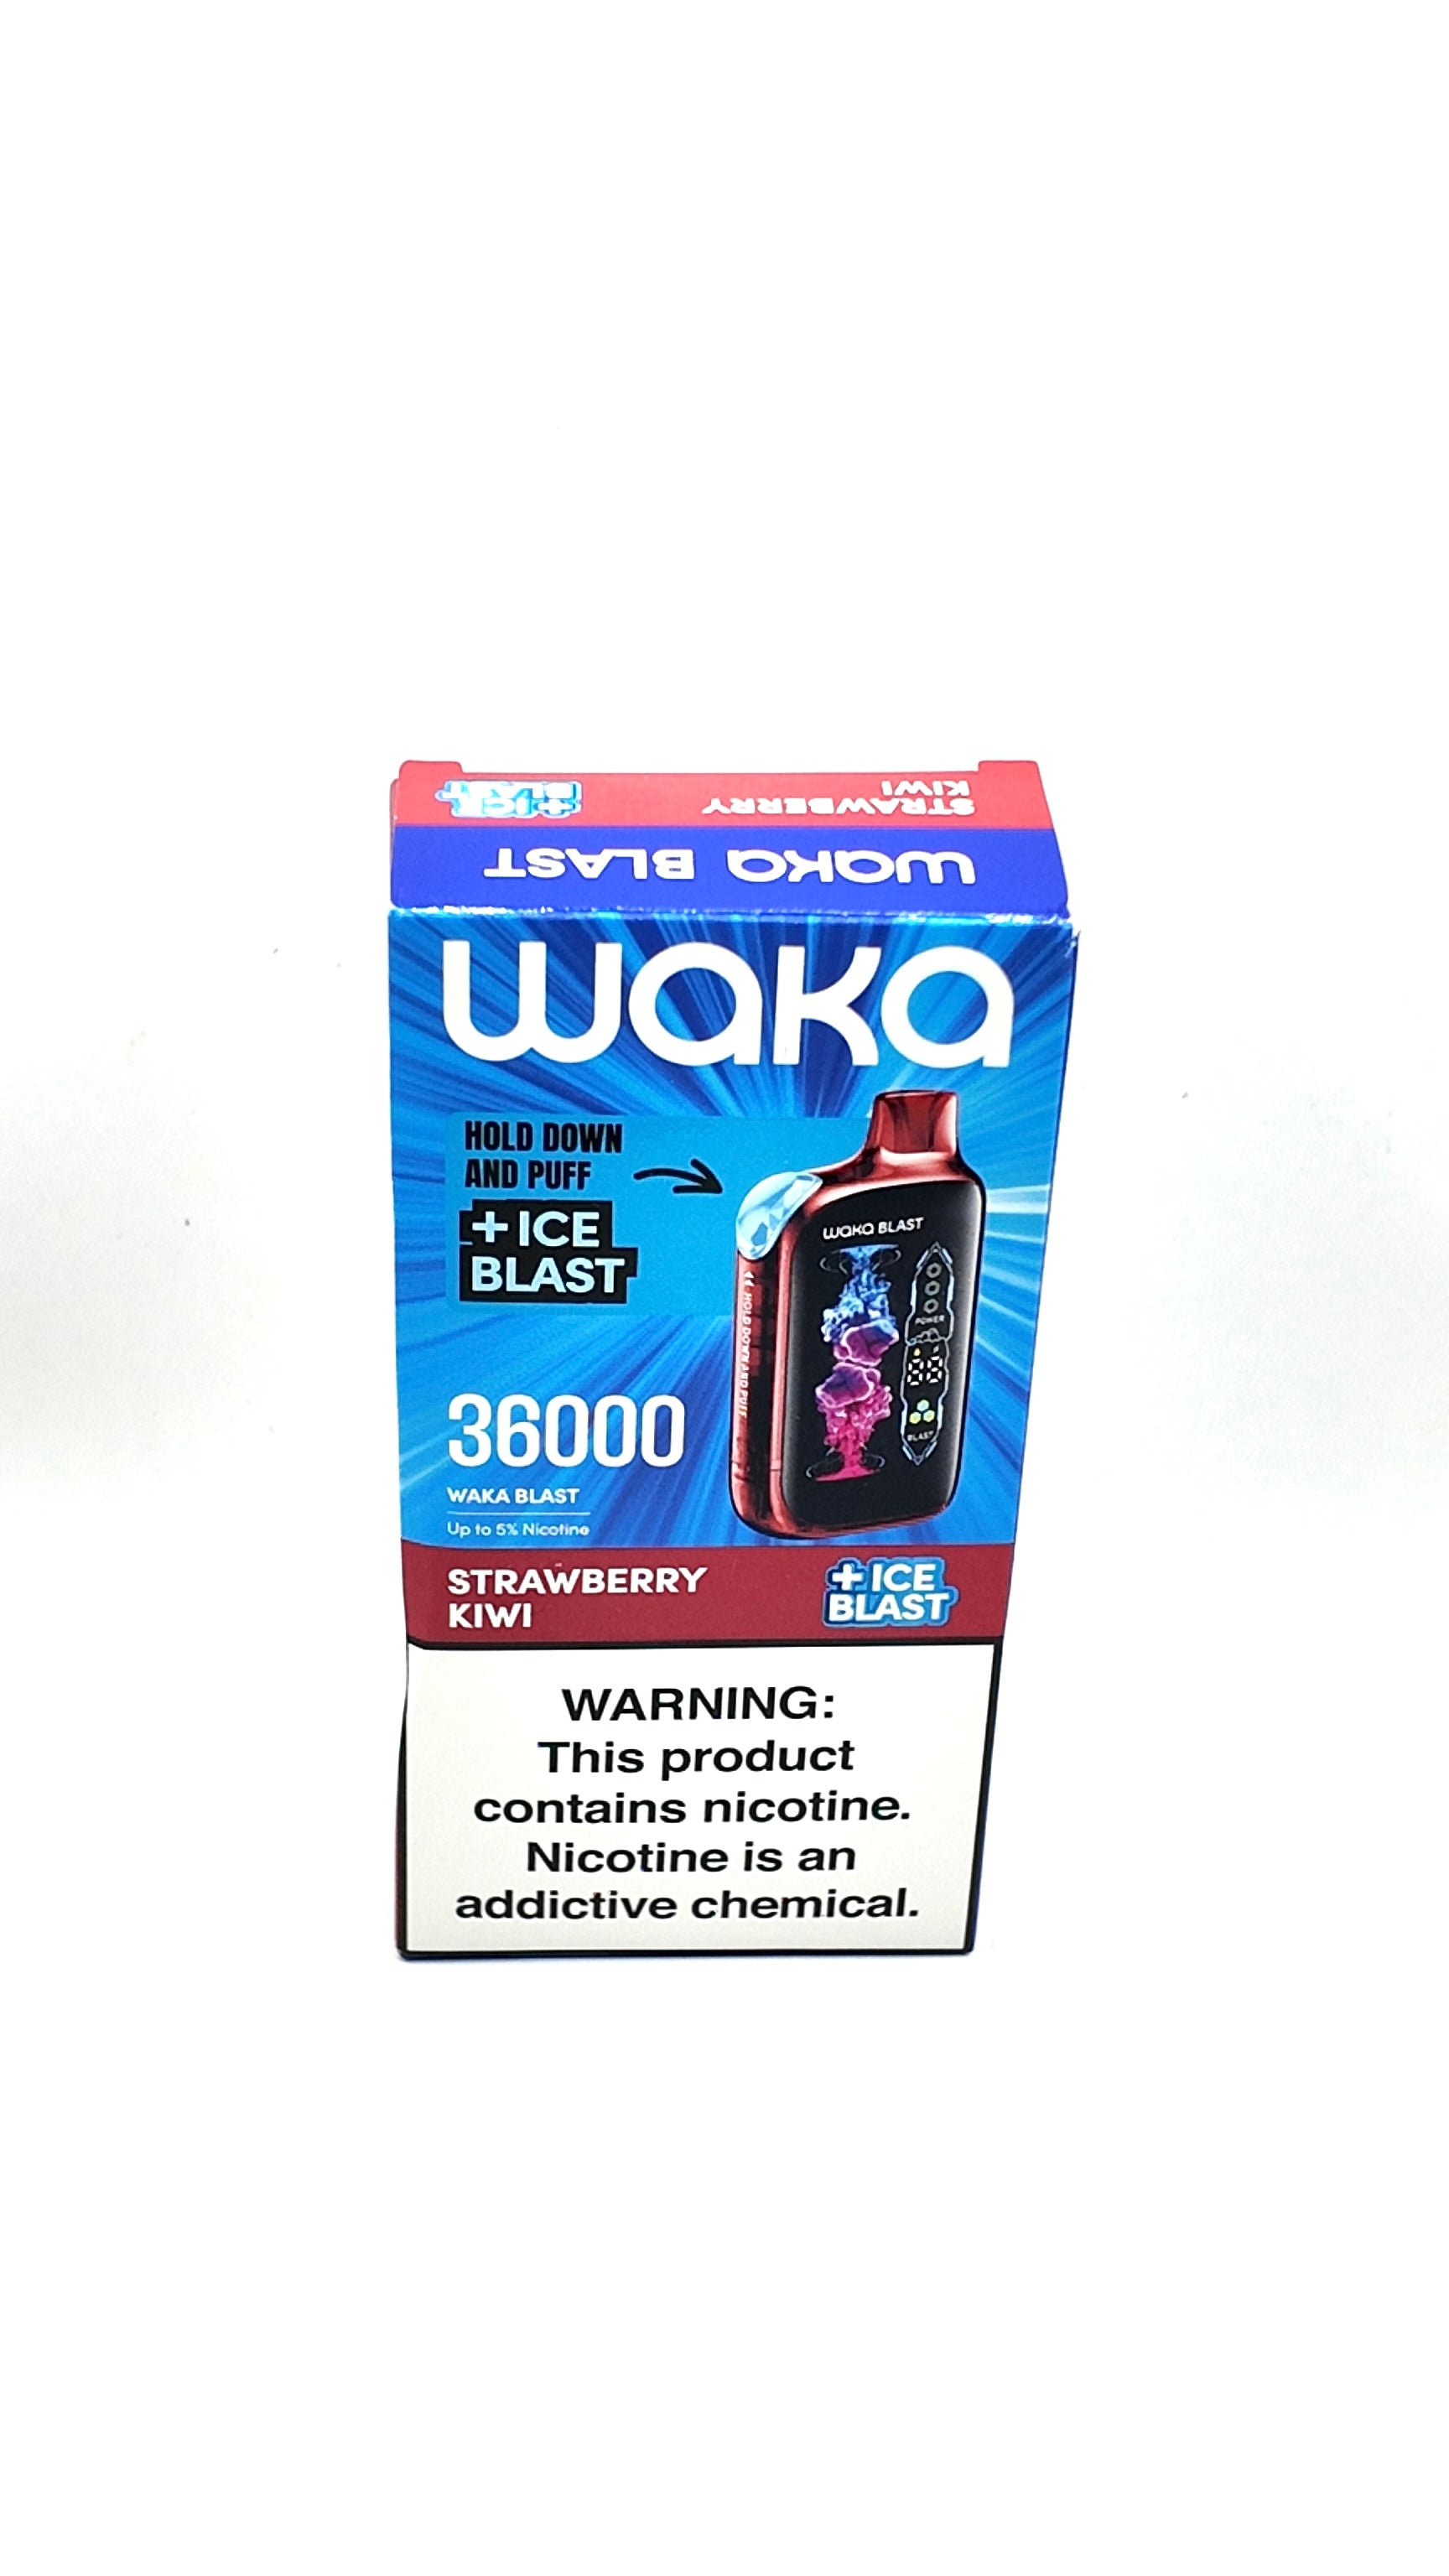 +ICE
BLAST
STRAWBERRY
KIWI
WAKA BLAST
WAKA
HOLD DOWN
AND PUFF
+ICE
BLAST
WAKA BLAST
HOLD DOWN AND PUFF
POWER
88
BLAST
36000
WAKA BLAST
Up to 5% Nicotine
STRAWBERRY
KIWI
+ICE
BLAST
WARNING:
This product
contains nicotine.
Nicotine is an
addictive chemical.